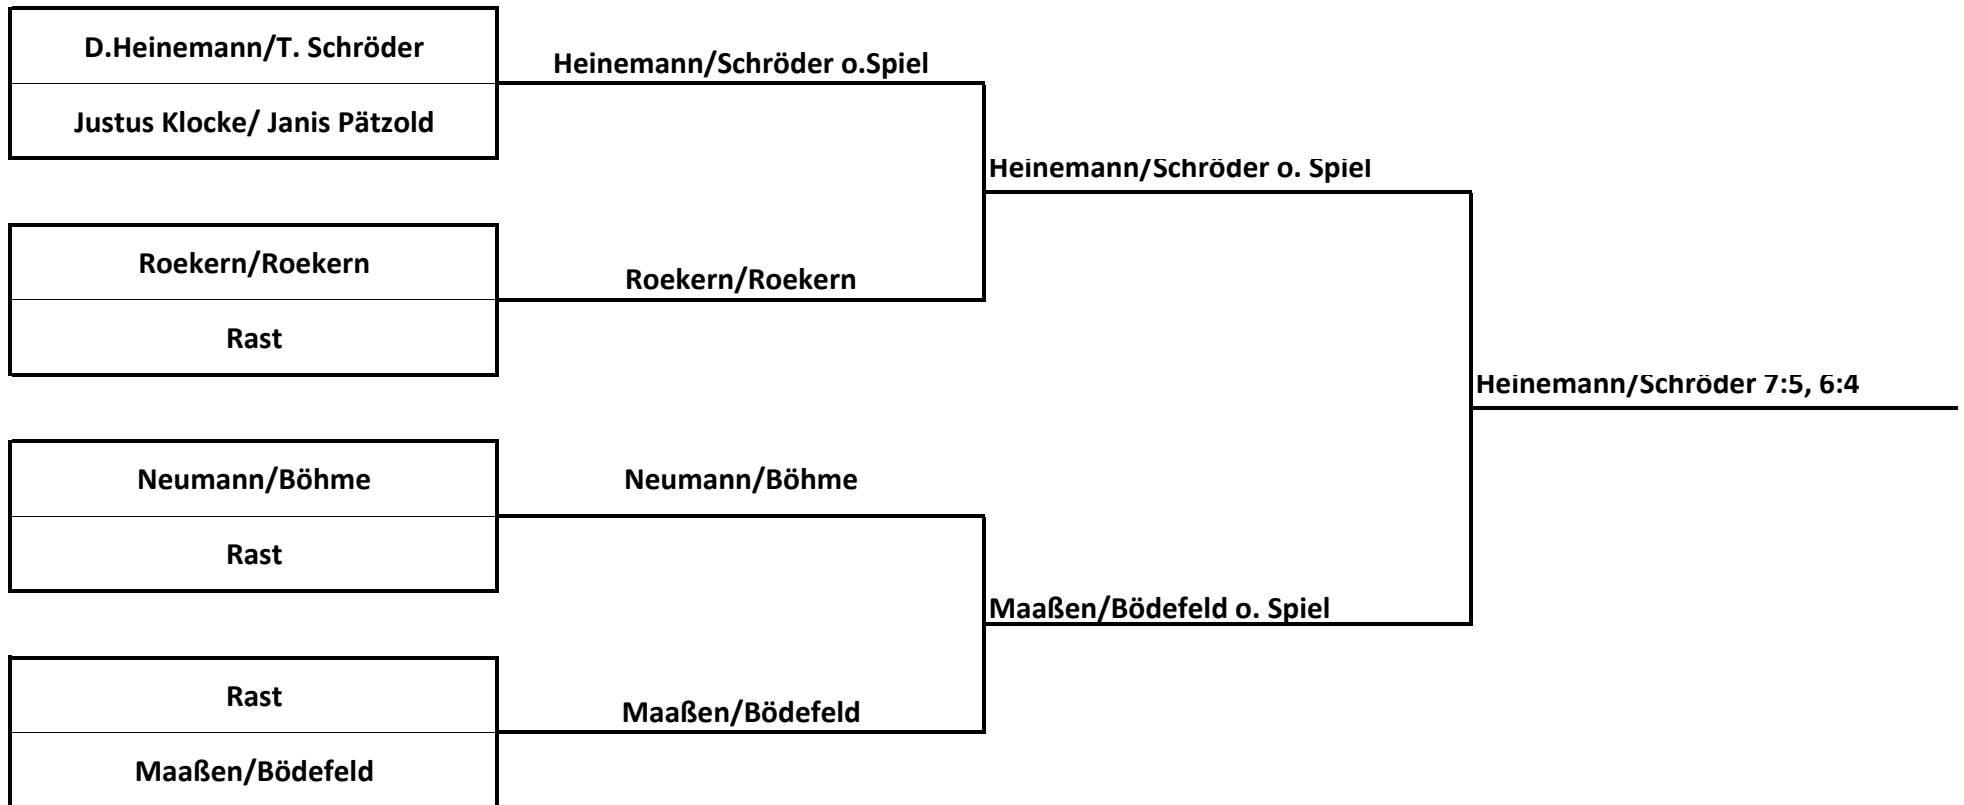 D.Heinemann/T. Schröder
Heinemann/Schröder o.Spiel
Justus Klocke/ Janis Pätzold
Heinemann/Schröder o. Spiel
Roekern/Roekern
Roekern/Roekern
Rast
Heinemann/Schröder 7:5, 6:4
Neumann/Böhme
Neumann/Böhme
Rast
Maaßen/Bödefeld o. Spiel
Rast
Maaßen/Bödefeld
Maaßen/Bödefeld